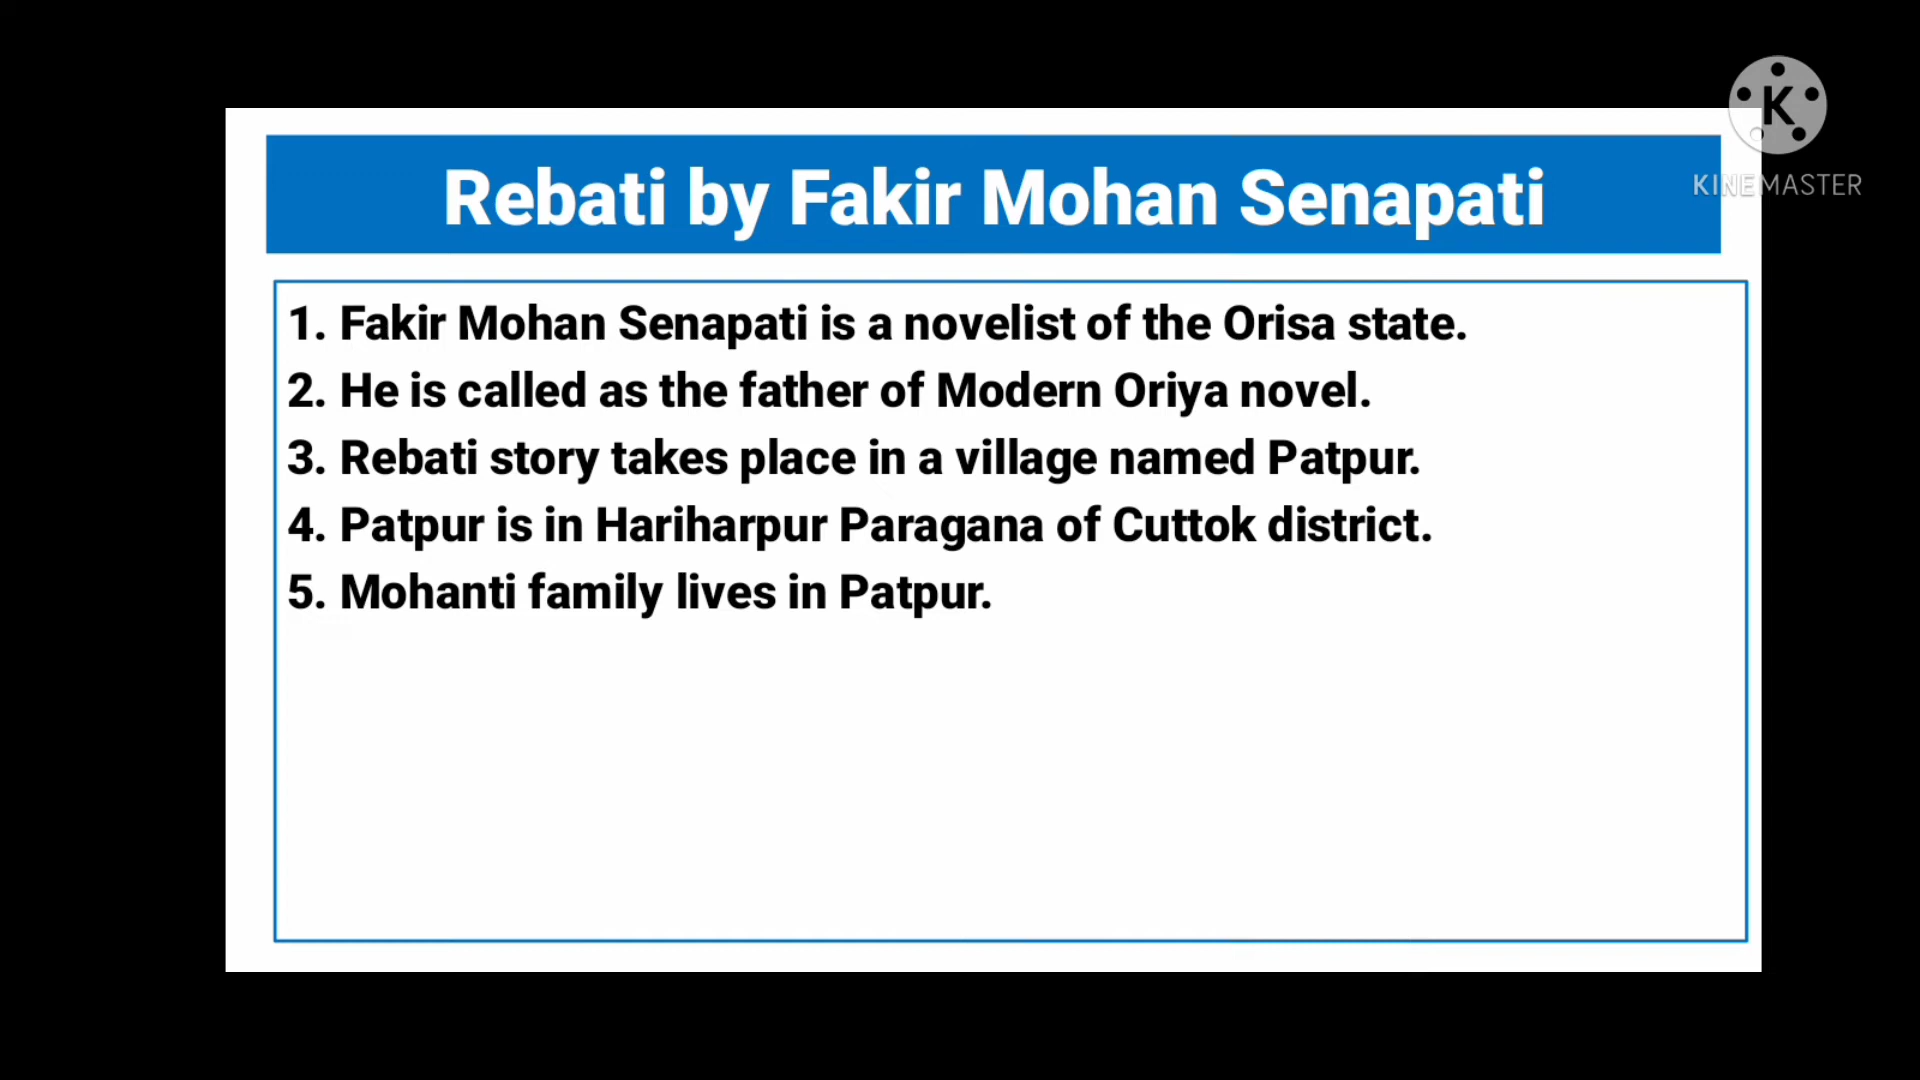 K
KINEMASTER
Rebati by Fakir Mohan Senapati
1. Fakir Mohan Senapati is a novelist of the Orisa state.
2. He is called as the father of Modern Oriya novel.
3. Rebati story takes place in a village named Patpur.
4. Patpur is in Hariharpur Paragana of Cuttok district.
5. Mohanti family lives in Patpur.